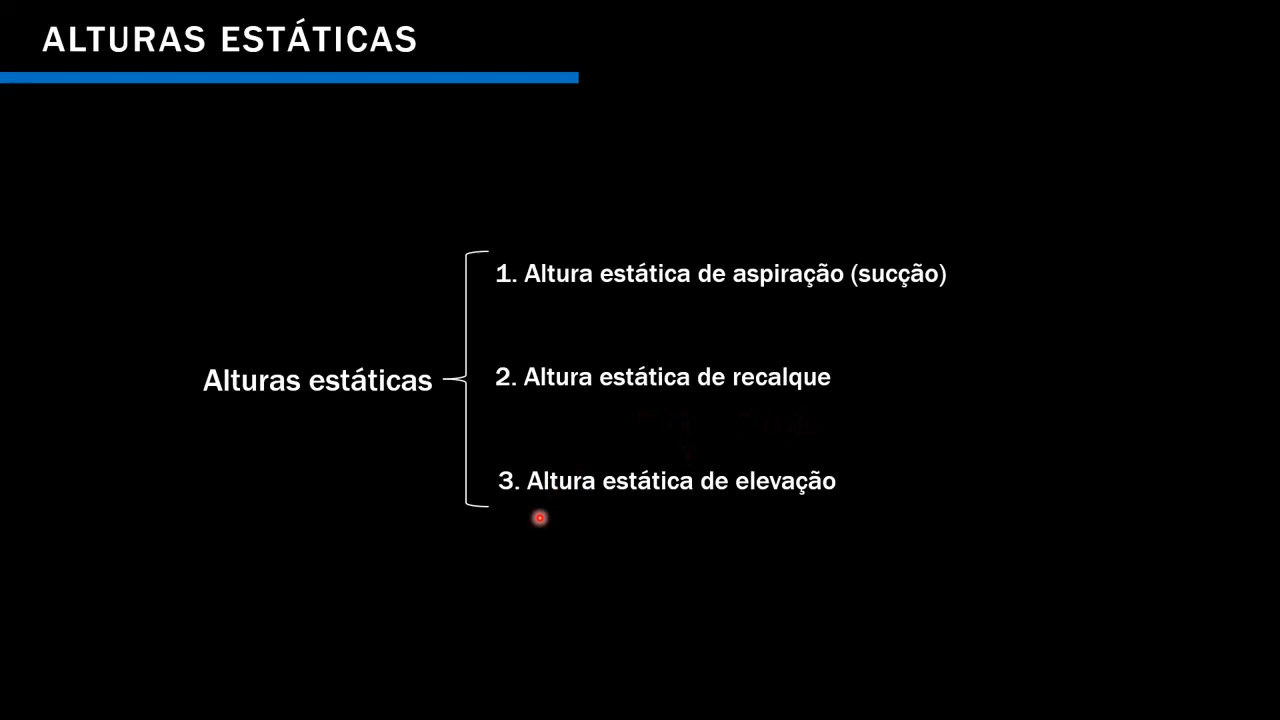 ALTURAS ESTÁTICAS
1. Altura estática de aspiração (sucção)
Alturas estáticas
2. Altura estática de recalque
3. Altura estática de elevação